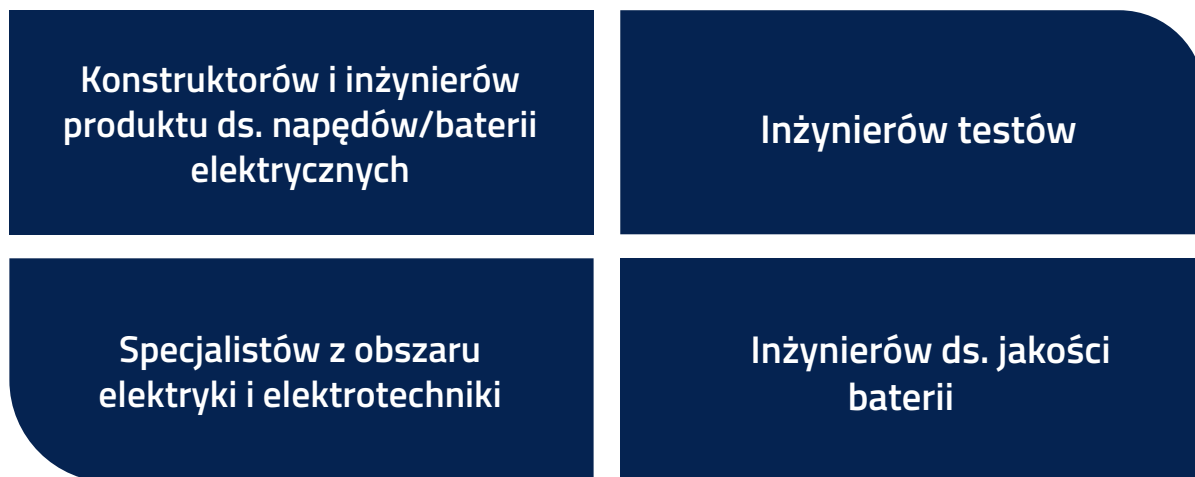 Konstruktorów i inżynierów
produktu ds. napędów/baterii
elektrycznych
Inżynierów testów
Specjalistów z obszaru
elektryki i elektrotechniki
Inżynierów ds. jakości
baterii